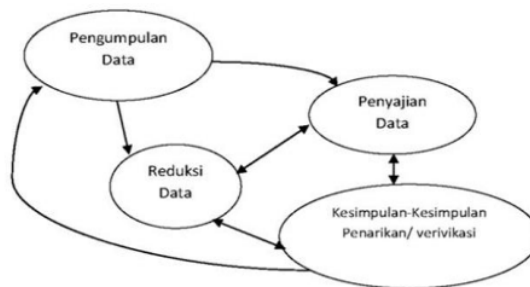 Pengumpulan
Data
Penyajian
Data
Reduksi
Data
Kesimpulan-Kesimpulan
Penarikan/ verivikasi